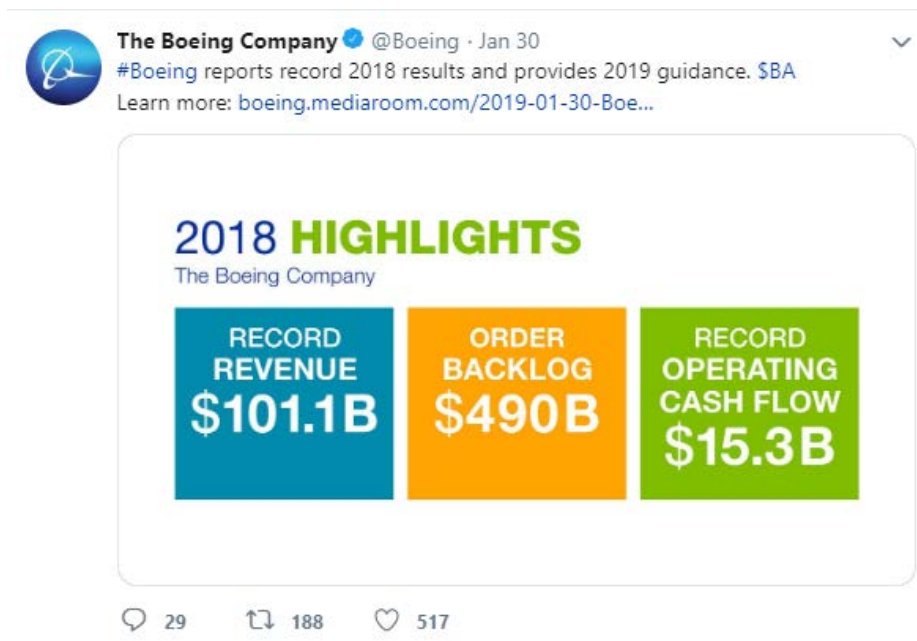 The Boeing Company @Boeing · Jan 30
#Boeing reports record 2018 results and provides 2019 guidance. $BA
Learn more: boeing.mediaroom.com/2019-01-30-Boe...
2018 HIGHLIGHTS
The Boeing Company
RECORD
REVENUE
$101.1B
ORDER
BACKLOG
$490B
RECORD
OPERATING
CASH FLOW
$15.3B
29 188 517